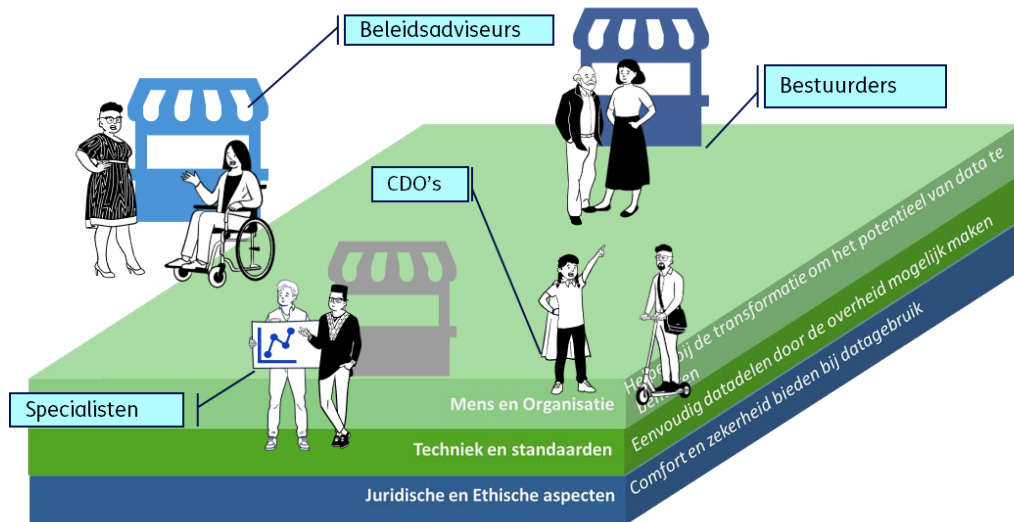 Beleidsadviseurs
Bestuurders
CDO's
Specialisten
Mens en Organisatie
Techniek en standaarden
Juridische en Ethische aspecten
bij de transformatie om het potentieel van data te
Eenvoudig datadelen door de overheid mogelijk maken
Comfort en zekerheid bieden bij datagebruik